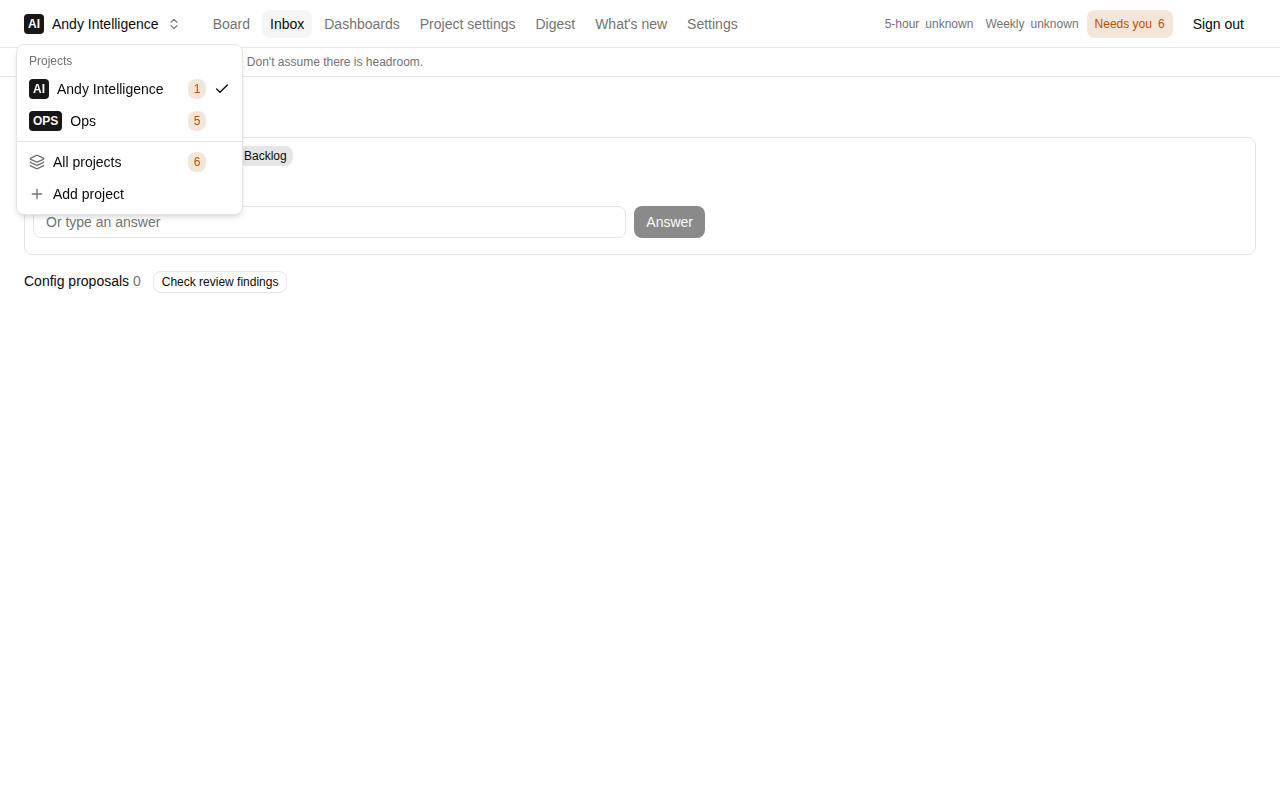 AI Andy Intelligence Board Inbox Dashboards Project settings Digest What's new Settings 5-hour unknown Weekly unknown Needs you 6 Sign out
Don't assume there is headroom.
Projects
AI Andy Intelligence 1
OPS Ops 5
All projects 6
Add project
Backlog
Or type an answer Answer
Config proposals 0 Check review findings